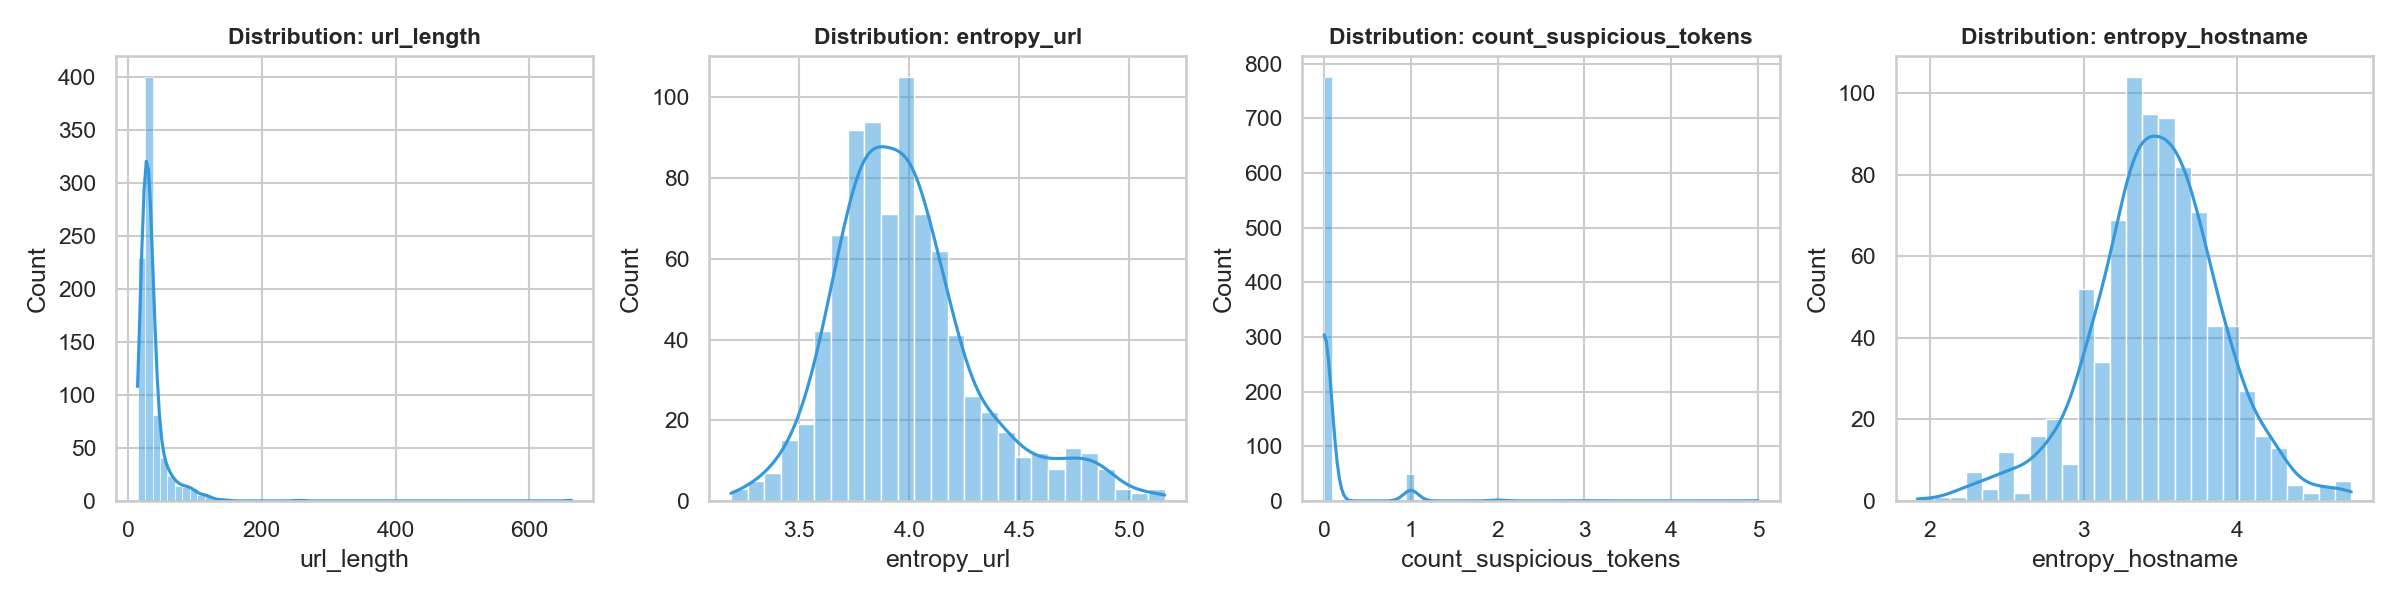 Distribution: url_length
400
350
300
250
200
150
100
50
0
Count
0 200 400 600
url_length
Distribution: entropy_url
100
80
60
40
20
0
Count
3.5 4.0 4.5 5.0
entropy_url
Distribution: count_suspicious_tokens
800
700
600
500
400
300
200
100
0
Count
0 1 2 3 4 5
count_suspicious_tokens
Distribution: entropy_hostname
100
80
60
40
20
0
Count
2 3 4
entropy_hostname